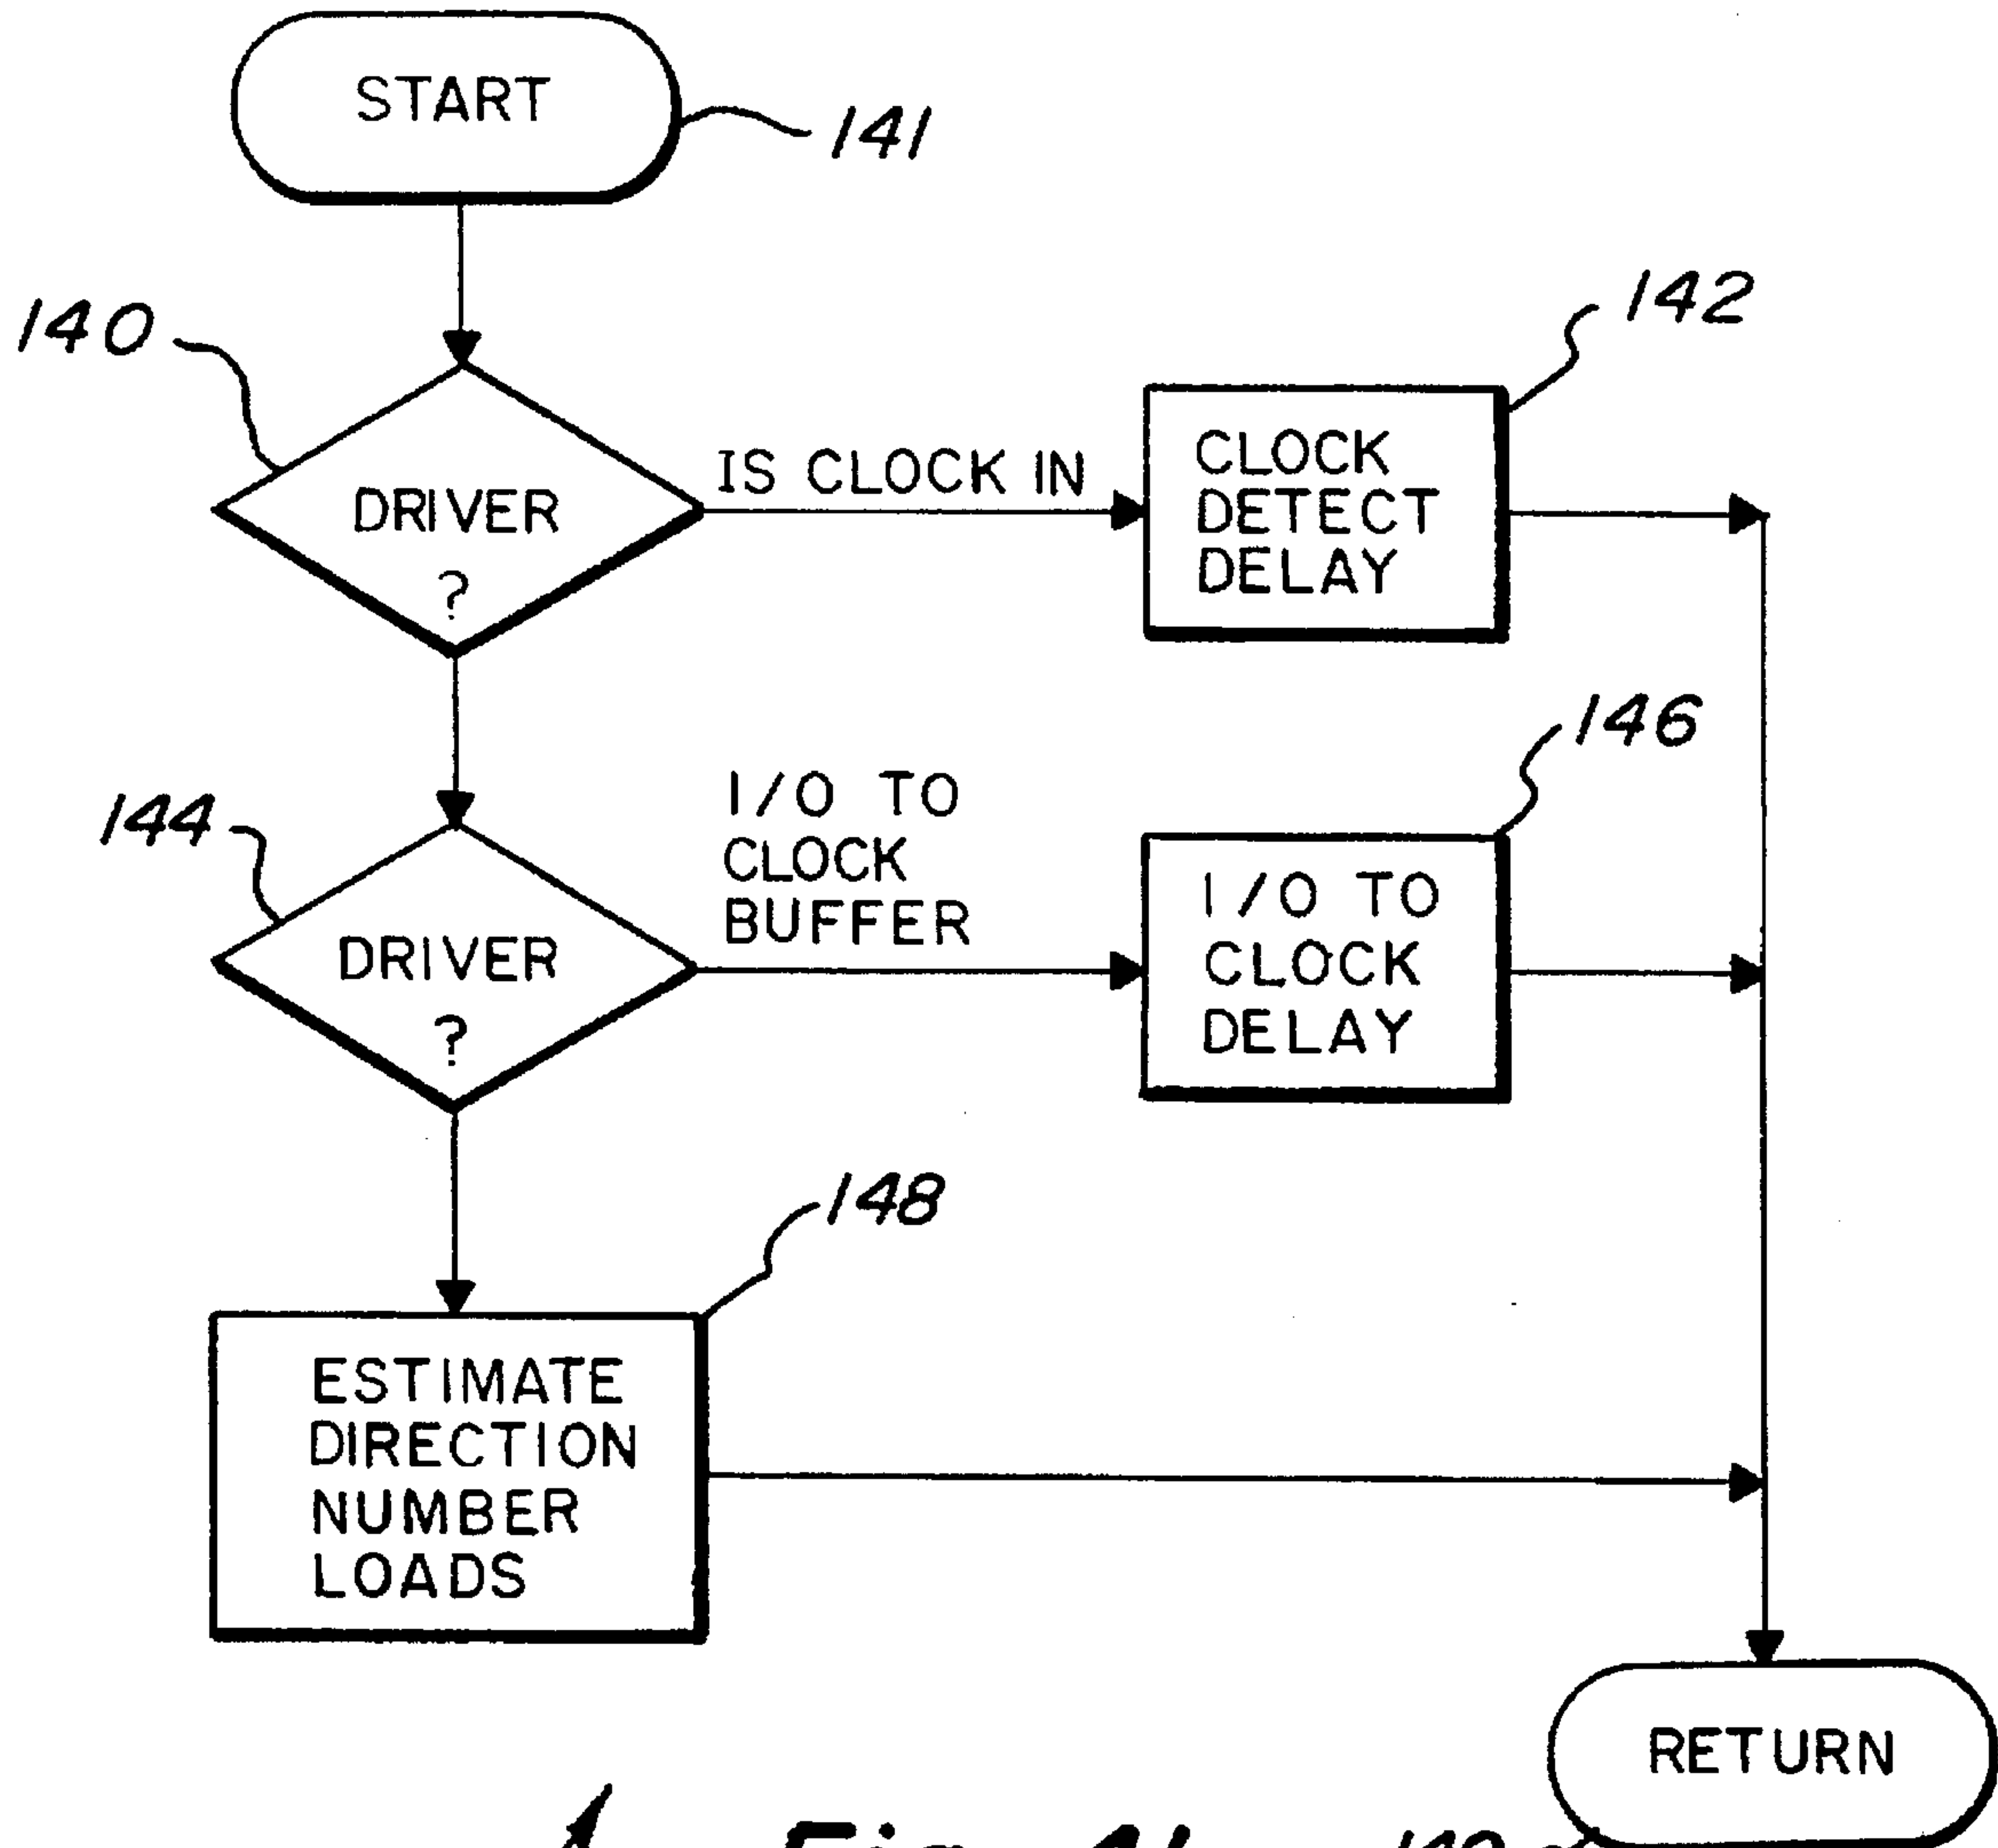 START
141
140
142
DRIVER
?
IS CLOCK IN
CLOCK
DETECT
DELAY
144
146
DRIVER
?
I/O TO
CLOCK
BUFFER
I/O TO
CLOCK
DELAY
148
ESTIMATE
DIRECTION
NUMBER
LOADS
RETURN